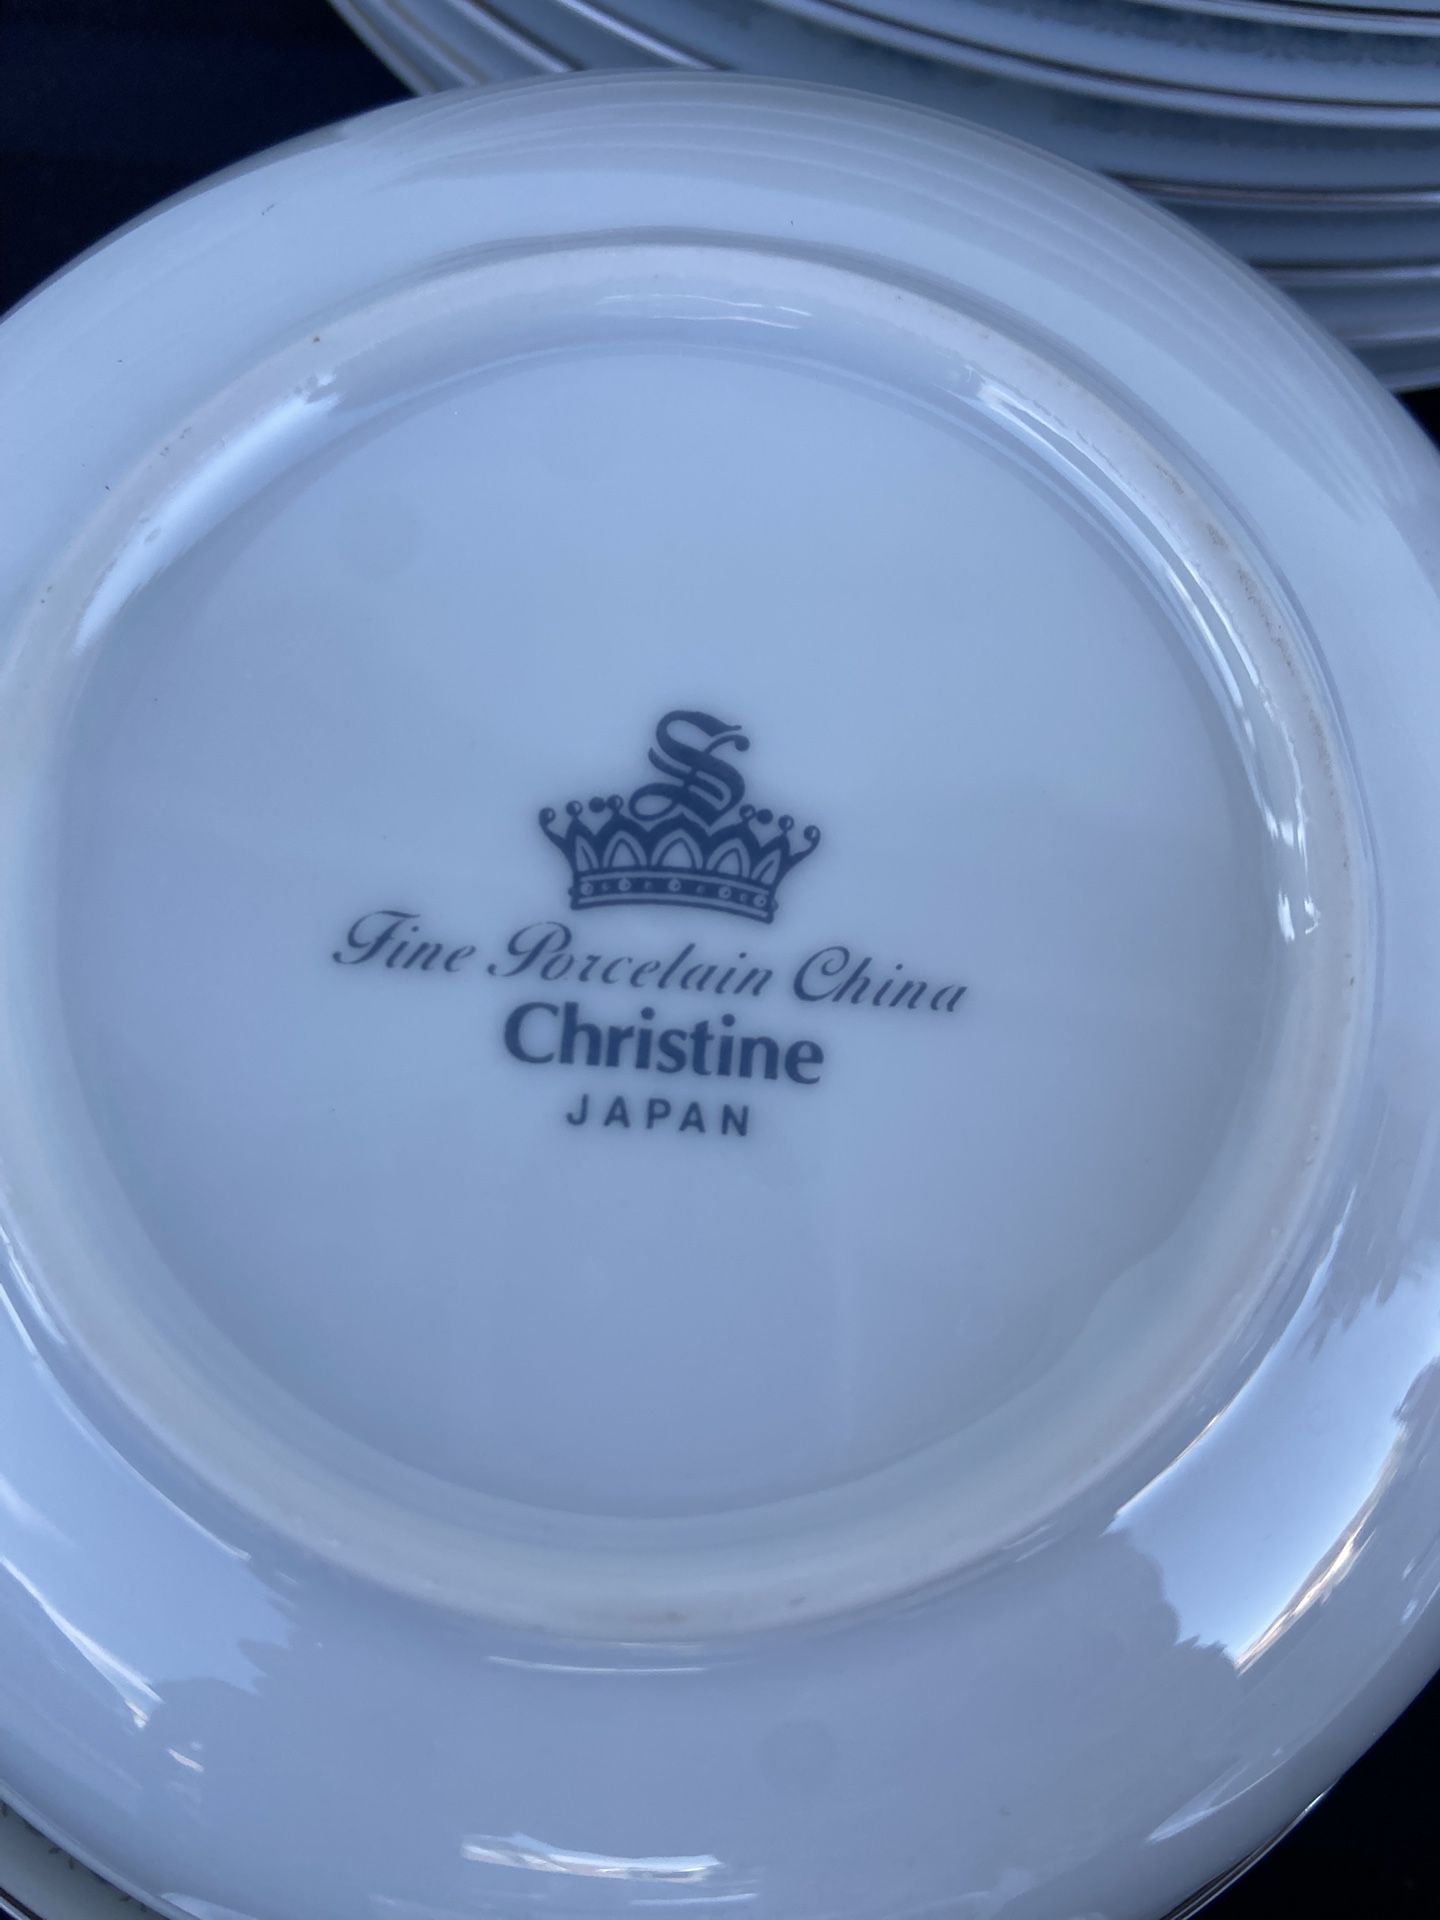 S
Fine Porcelain China
Christine
JAPAN